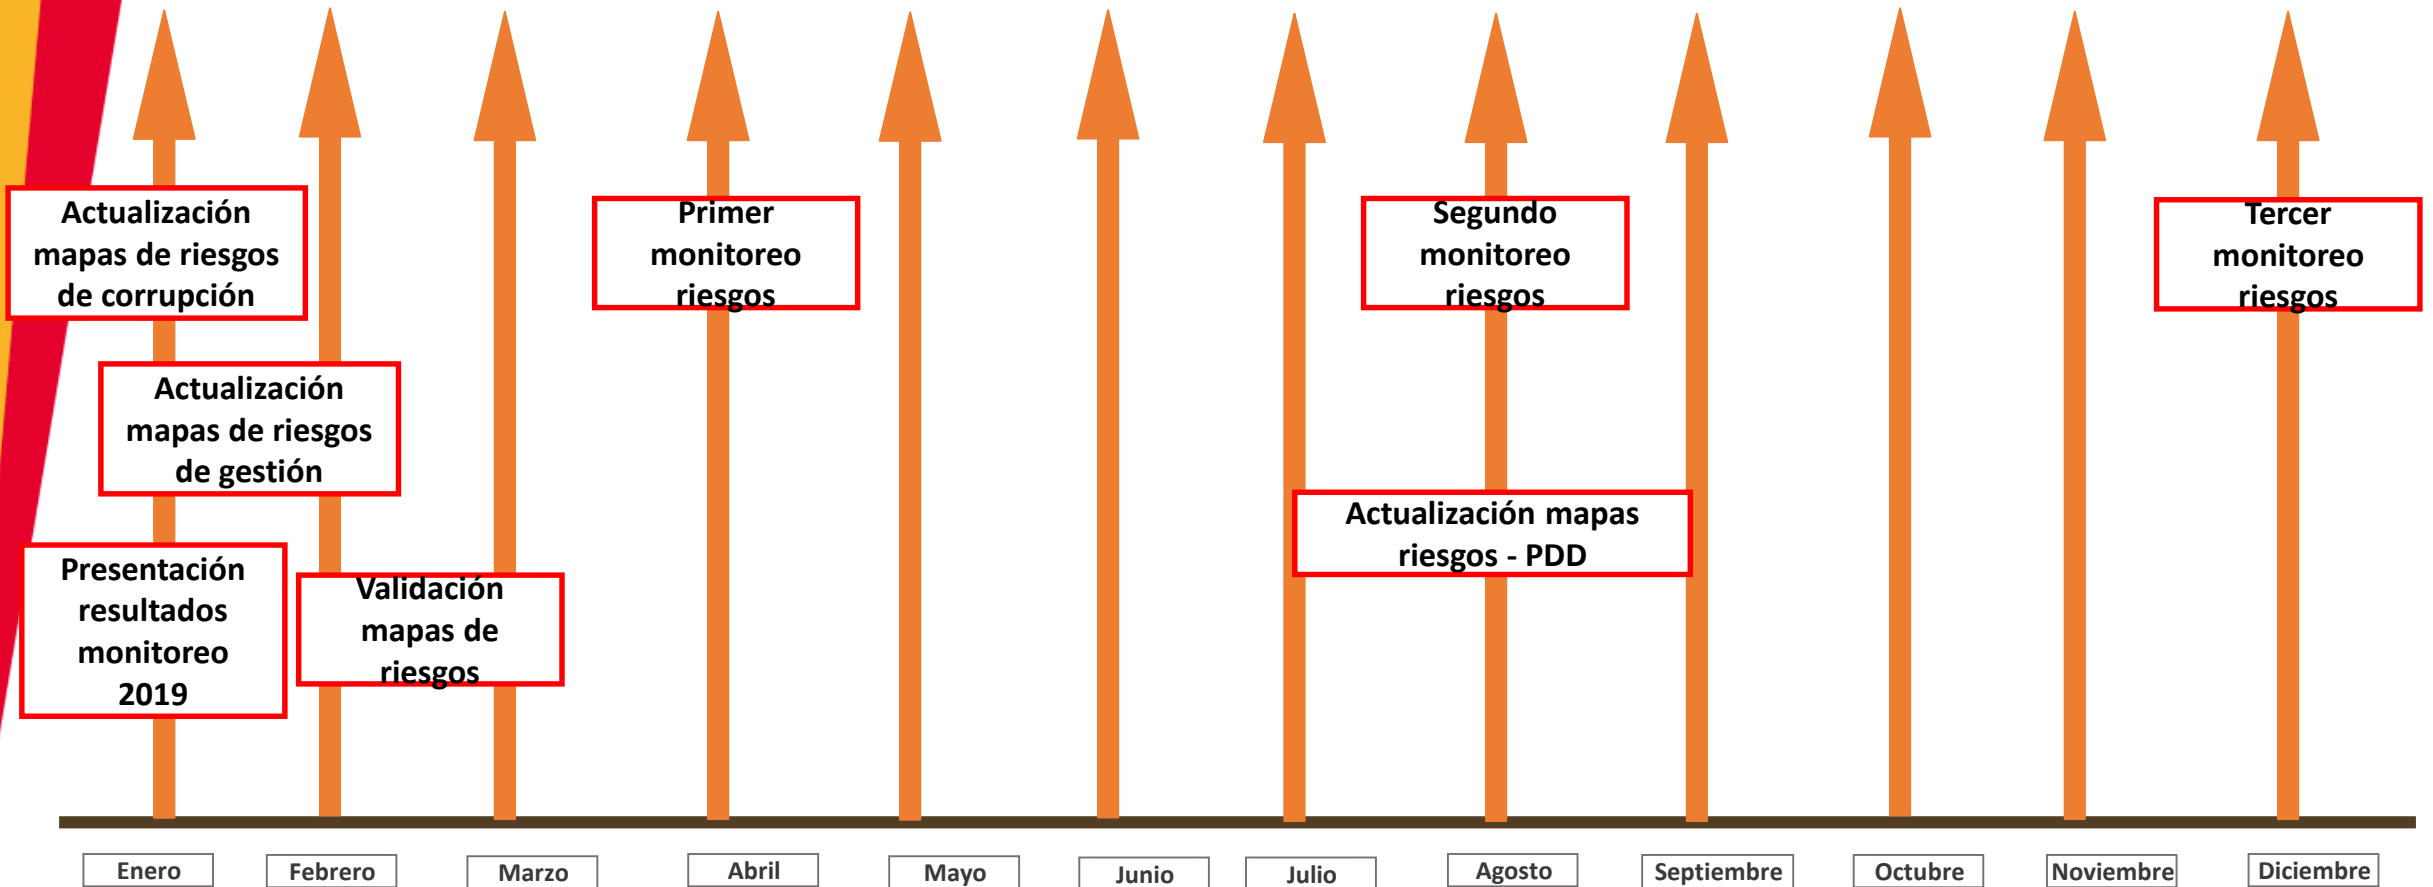 Actualización
mapas de riesgos
de corrupción
Primer
monitoreo
riesgos
Segundo
monitoreo
riesgos
Tercer
monitoreo
riesgos
Actualización
mapas de riesgos
de gestión
Actualización mapas
riesgos - PDD
Presentación
resultados
monitoreo
2019
Validación
mapas de
riesgos
Enero
Febrero
Marzo
Abril
Mayo
Junio
Julio
Agosto
Septiembre
Octubre
Noviembre
Diciembre